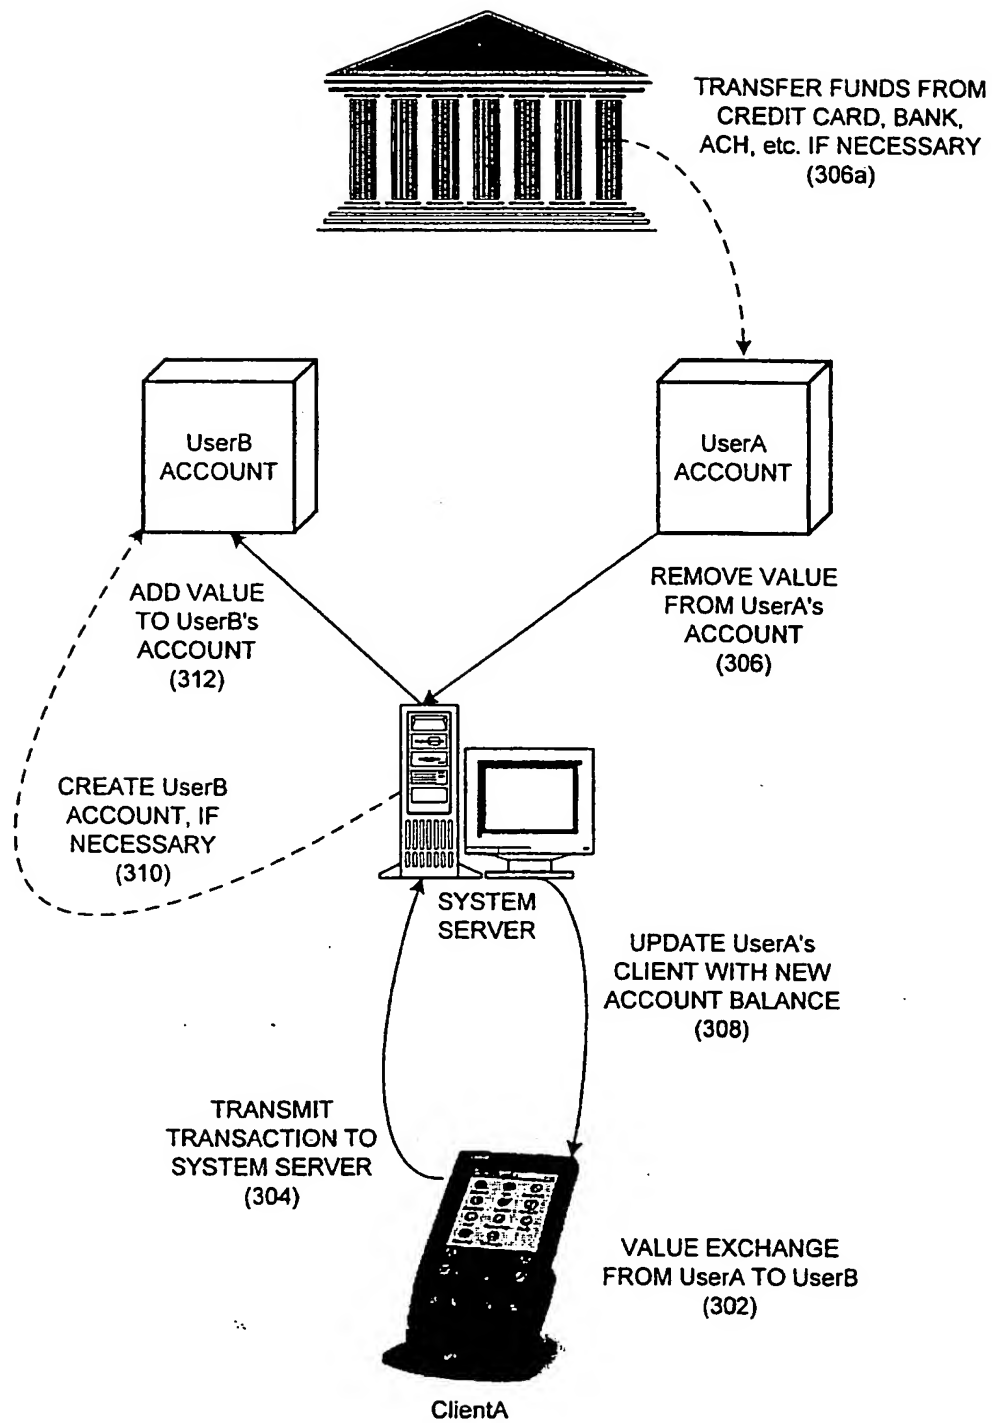 TRANSFER FUNDS FROM
CREDIT CARD, BANK,
ACH, etc. IF NECESSARY
(306a)
UserB
ACCOUNT
UserA
ACCOUNT
ADD VALUE
TO UserB's
ACCOUNT
(312)
REMOVE VALUE
FROM UserA's
ACCOUNT
(306)
CREATE UserB
ACCOUNT, IF
NECESSARY
(310)
SYSTEM
SERVER
UPDATE UserA's
CLIENT WITH NEW
ACCOUNT BALANCE
(308)
TRANSMIT
TRANSACTION TO
SYSTEM SERVER
(304)
VALUE EXCHANGE
FROM UserA TO UserB
(302)
ClientA